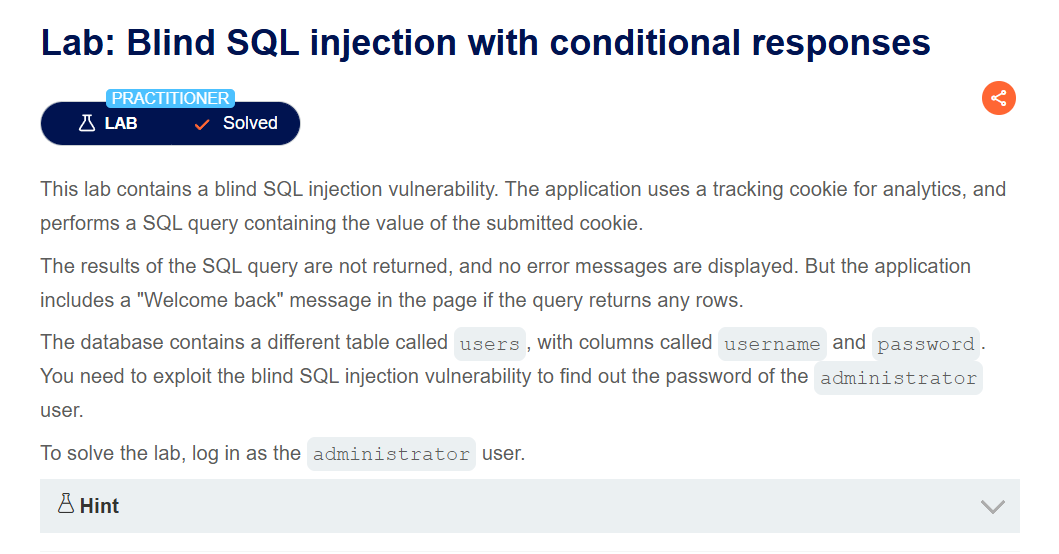 Lab: Blind SQL injection with conditional responses
PRACTITIONER
LAB Solved
This lab contains a blind SQL injection vulnerability. The application uses a tracking cookie for analytics, and
performs a SQL query containing the value of the submitted cookie.
The results of the SQL query are not returned, and no error messages are displayed. But the application
includes a "Welcome back" message in the page if the query returns any rows.
The database contains a different table called users, with columns called username and password.
You need to exploit the blind SQL injection vulnerability to find out the password of the administrator
user.
To solve the lab, log in as the administrator user.
Hint